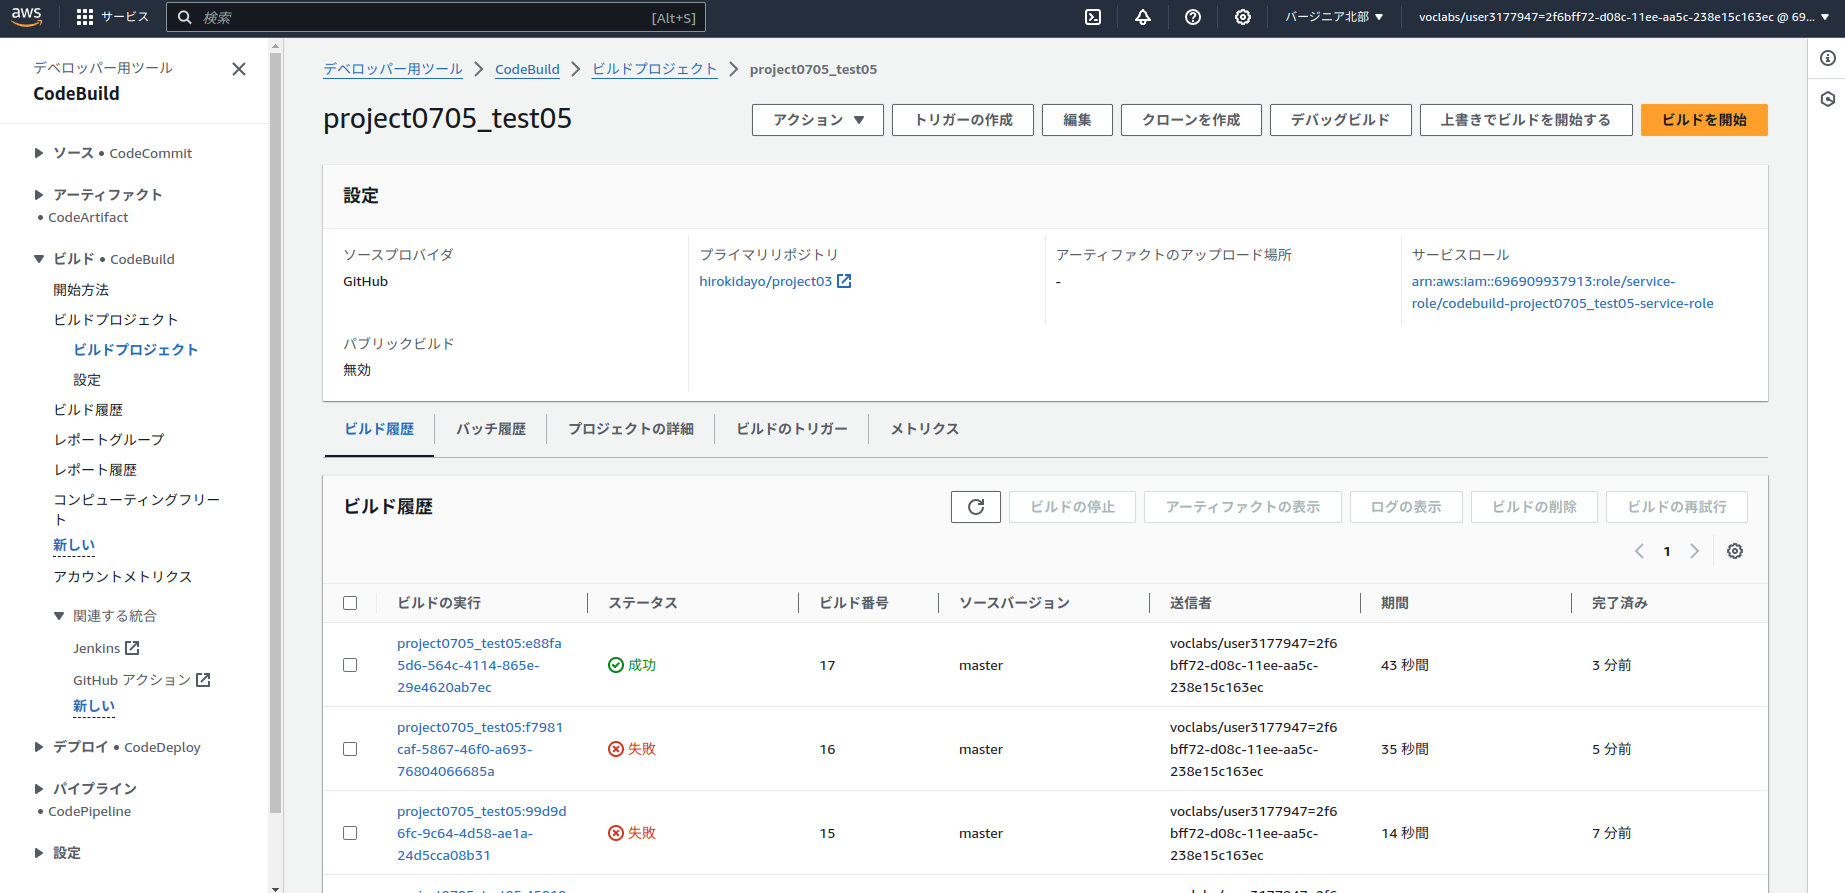 aws
サービス
検索
[Alt+S]
バージニア北部 ▼
voclabs/user3177947=2f6bff72-d08c-11ee-aa5c-238e15c163ec @ 69... ▼
デベロッパー用ツール
CodeBuild
ソース • CodeCommit
アーティファクト
• CodeArtifact
ビルド • CodeBuild
開始方法
ビルドプロジェクト
ビルドプロジェクト
設定
ビルド履歴
レポートグループ
レポート履歴
コンピューティングフリー
ト
新しい
アカウントメトリクス
関連する統合
Jenkins
GitHub アクション
新しい
デプロイ • CodeDeploy
パイプライン
• CodePipeline
設定
デベロッパー用ツール > CodeBuild > ビルドプロジェクト > project0705_test05
project0705_test05
アクション ▼
トリガーの作成
編集
クローンを作成
デバッグビルド
上書きでビルドを開始する
ビルドを開始
設定
ソースプロバイダ
GitHub
プライマリリポジトリ
hirokidayo/project03
アーティファクトのアップロード場所
-
サービスロール
arn:aws:iam::696909937913:role/service-
role/codebuild-project0705_test05-service-role
パブリックビルド
無効
ビルド履歴
バッチ履歴
プロジェクトの詳細
ビルドのトリガー
メトリクス
ビルド履歴
ビルドの停止
アーティファクトの表示
ログの表示
ビルドの削除
ビルドの再試行
1
ビルドの実行
ステータス
ビルド番号
ソースバージョン
送信者
期間
完了済み
project0705_test05:e88fa
5d6-564c-4114-865e-
29e4620ab7ec
成功
17
master
voclabs/user3177947=2f6
bff72-d08c-11ee-aa5c-
238e15c163ec
43 秒間
3 分前
project0705_test05:f7981
caf-5867-46f0-a693-
76804066685a
失敗
16
master
voclabs/user3177947=2f6
bff72-d08c-11ee-aa5c-
238e15c163ec
35 秒間
5 分前
project0705_test05:99d9d
6fc-9c64-4d58-ae1a-
24d5cca08b31
失敗
15
master
voclabs/user3177947=2f6
bff72-d08c-11ee-aa5c-
238e15c163ec
14 秒間
7 分前